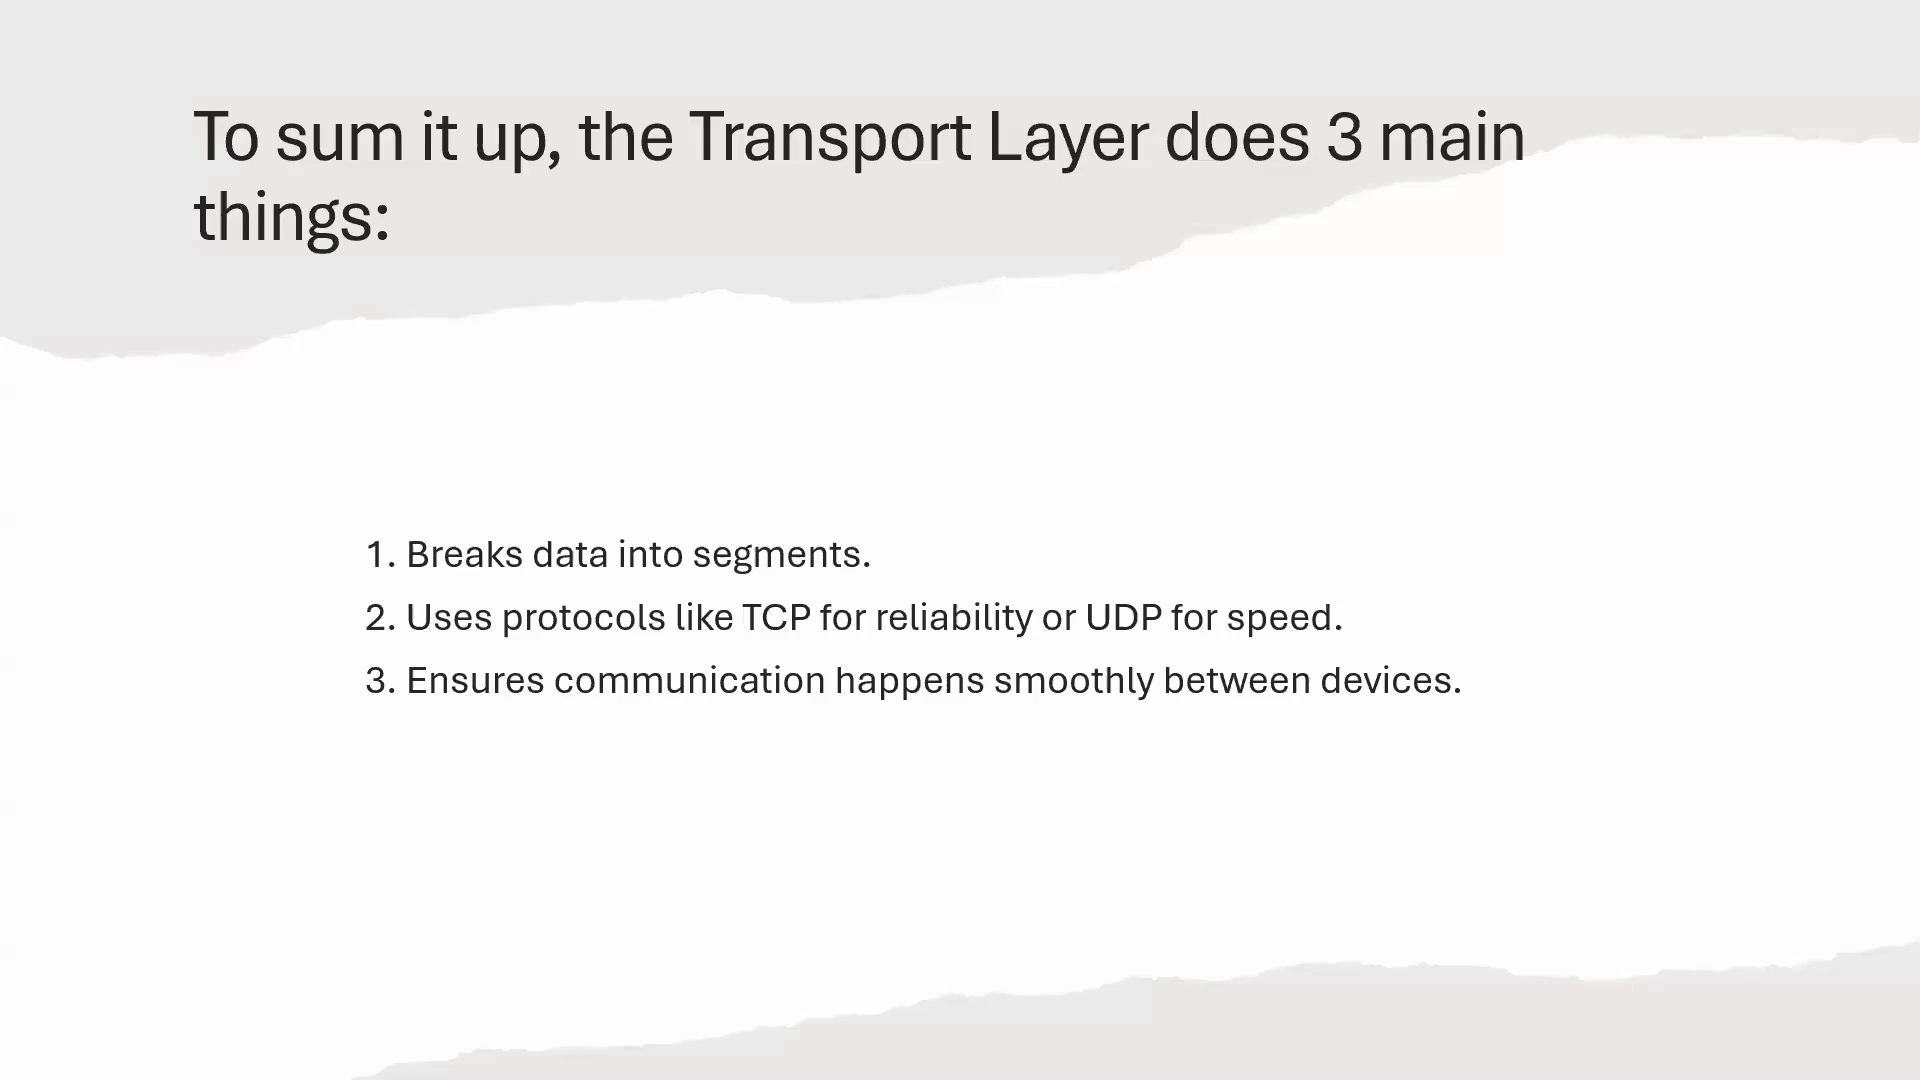 To sum it up, the Transport Layer does 3 main
things:
1. Breaks data into segments.
2. Uses protocols like TCP for reliability or UDP for speed.
3. Ensures communication happens smoothly between devices.